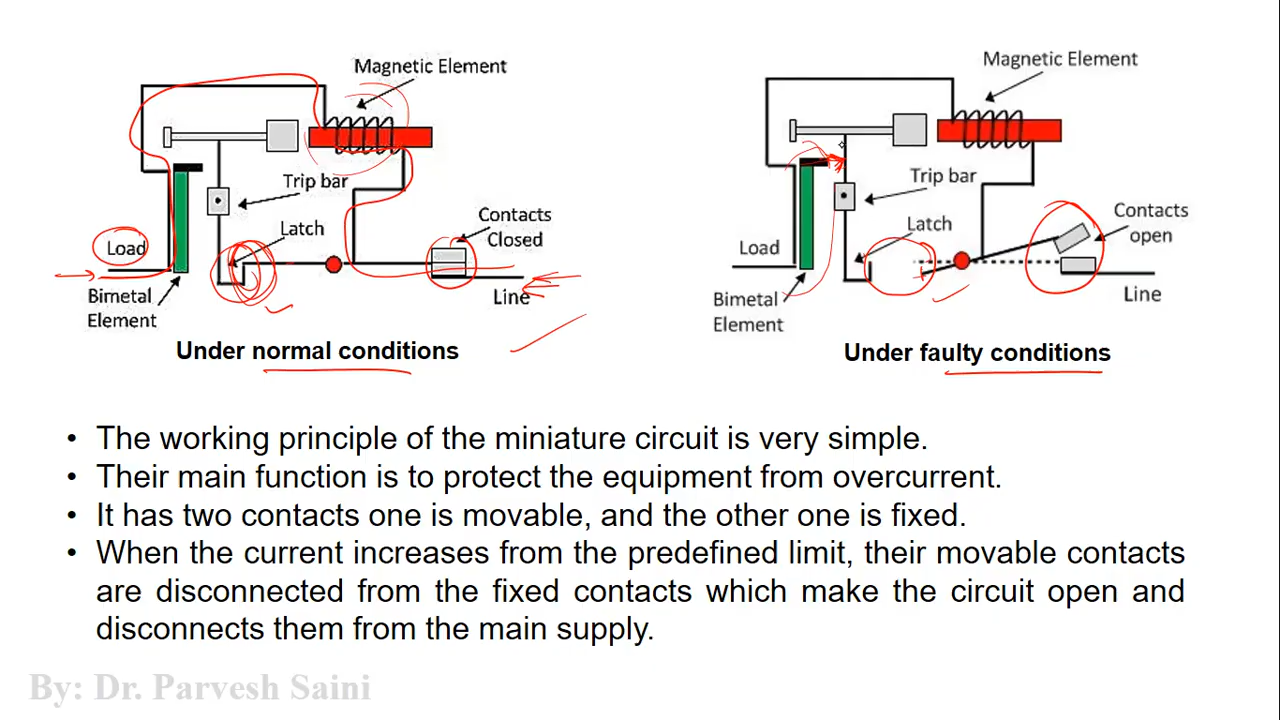 Magnetic Element
Trip bar
Latch
Contacts
Closed
Load
Line
Bimetal
Element
Under normal conditions
Magnetic Element
Trip bar
Latch
Contacts
open
Load
Line
Bimetal
Element
Under faulty conditions
• The working principle of the miniature circuit is very simple.
• Their main function is to protect the equipment from overcurrent.
• It has two contacts one is movable, and the other one is fixed.
• When the current increases from the predefined limit, their movable contacts
are disconnected from the fixed contacts which make the circuit open and
disconnects them from the main supply.
By: Dr. Parvesh Saini